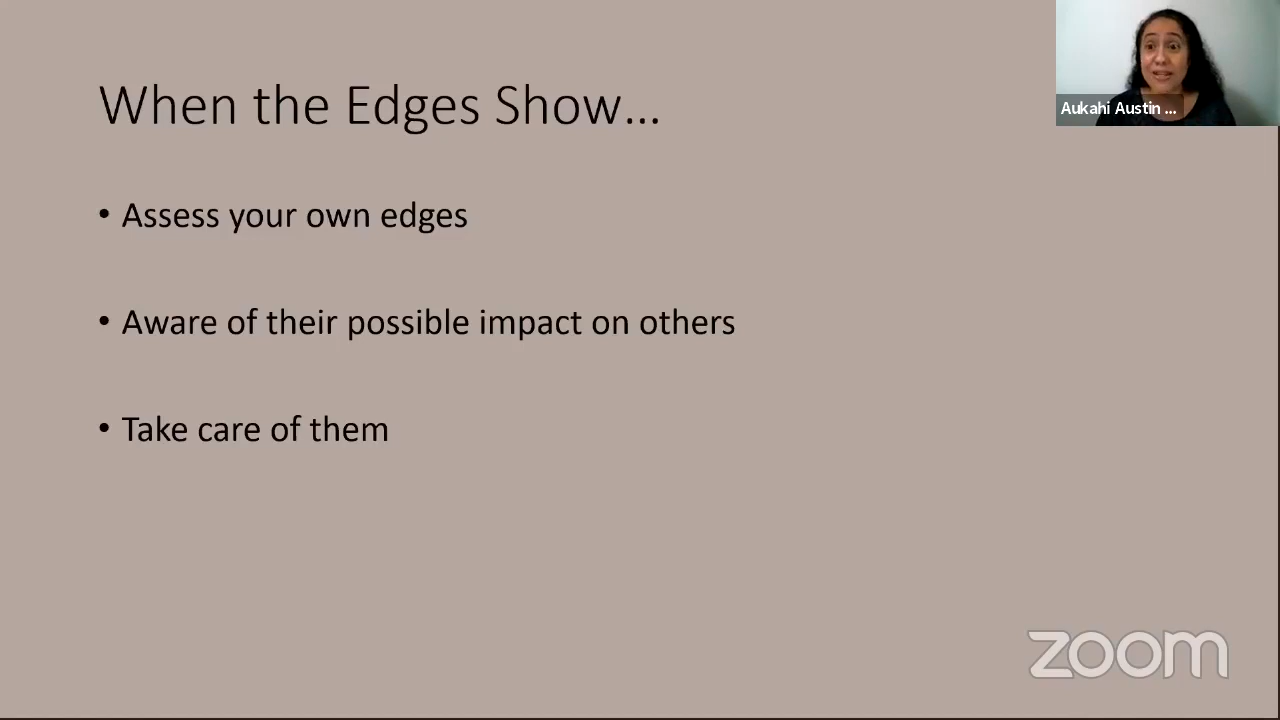 When the Edges Show...
Aukahi Austin ...
• Assess your own edges
• Aware of their possible impact on others
• Take care of them
zoom